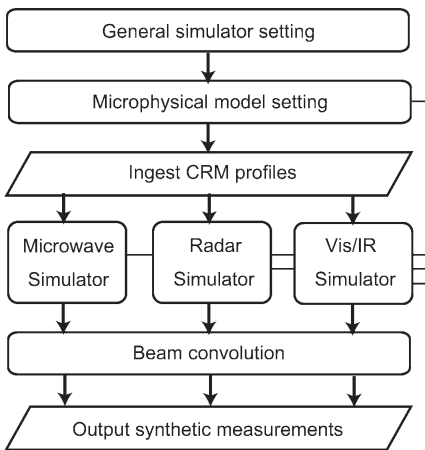 General simulator setting
Microphysical model setting
Ingest CRM profiles
Microwave
Simulator
Radar
Simulator
Vis/IR
Simulator
Beam convolution
Output synthetic measurements